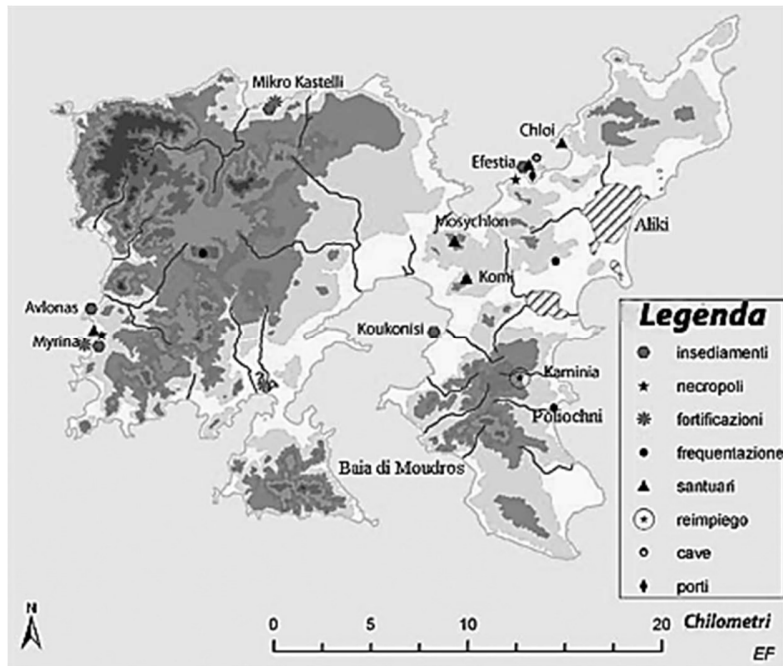 Mikro Kastelli
Chloi
Efestia
Mosychlon
Aliki
Komi
Avlonas
Myrina
Koukonisi
Kaminia
Poliochni
Baia di Moudros
Legenda
insediamenti
necropoli
fortificazioni
frequentazione
santuari
reimpiego
cave
porti
N
0 5 10 15 20 Chilometri
EF